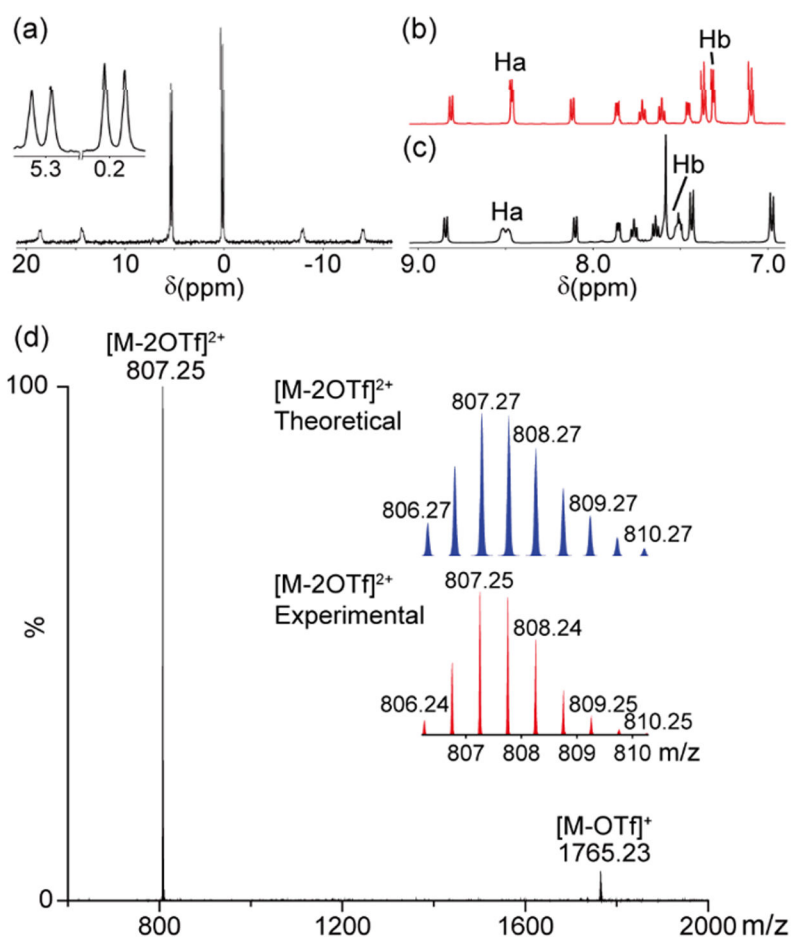 (a)
5.3 0.2
20 10 0 -10
δ(ppm)
(b)
Ha
Hb
(c)
Ha
Hb
9.0 8.0 7.0
δ(ppm)
(d)
[M-2OTf]²⁺
807.25
100
%
0
[M-2OTf]²⁺
Theoretical
807.27
808.27
806.27
809.27
810.27
[M-2OTf]²⁺
Experimental
807.25
808.24
806.24
809.25
810.25
807 808 809 810 m/z
[M-OTf]⁺
1765.23
800 1200 1600 2000 m/z